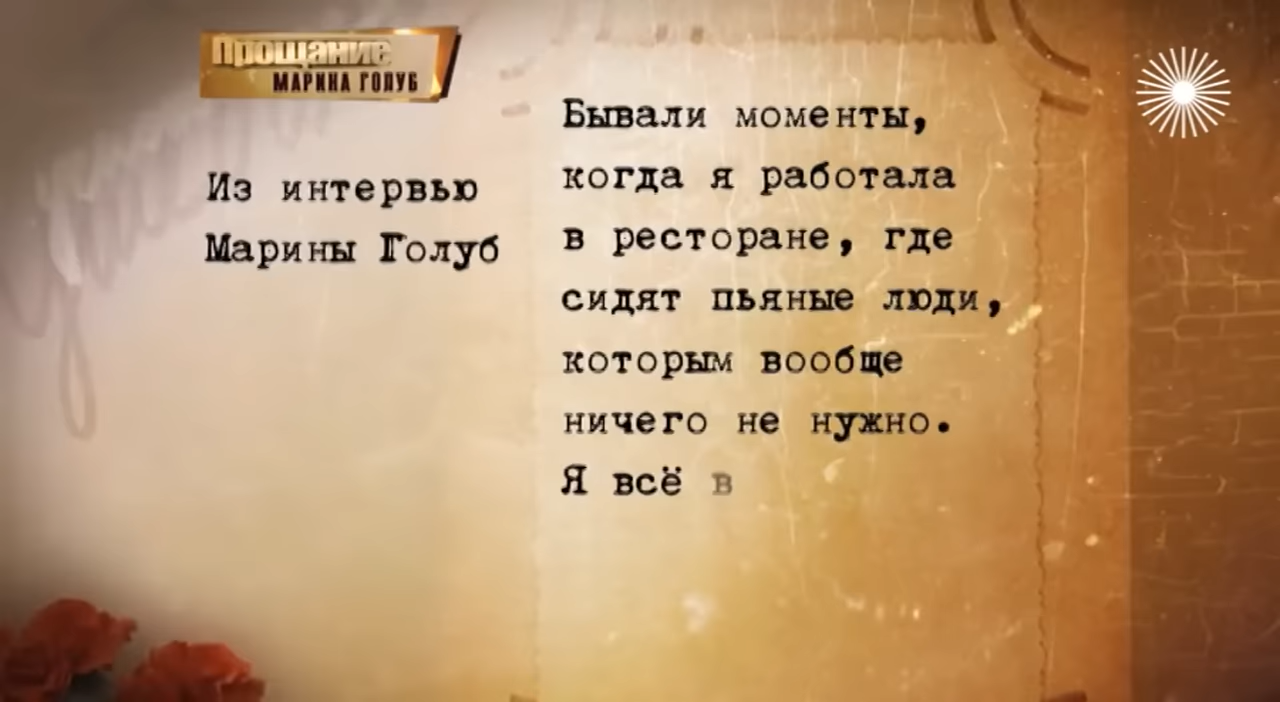 Прощание
МАРИНА ГОЛУБ
Из интервью
Марины Голуб
Бывали моменты,
когда я работала
в ресторане, где
сидят пьяные люди,
которым вообще
ничего не нужно.
Я всё в